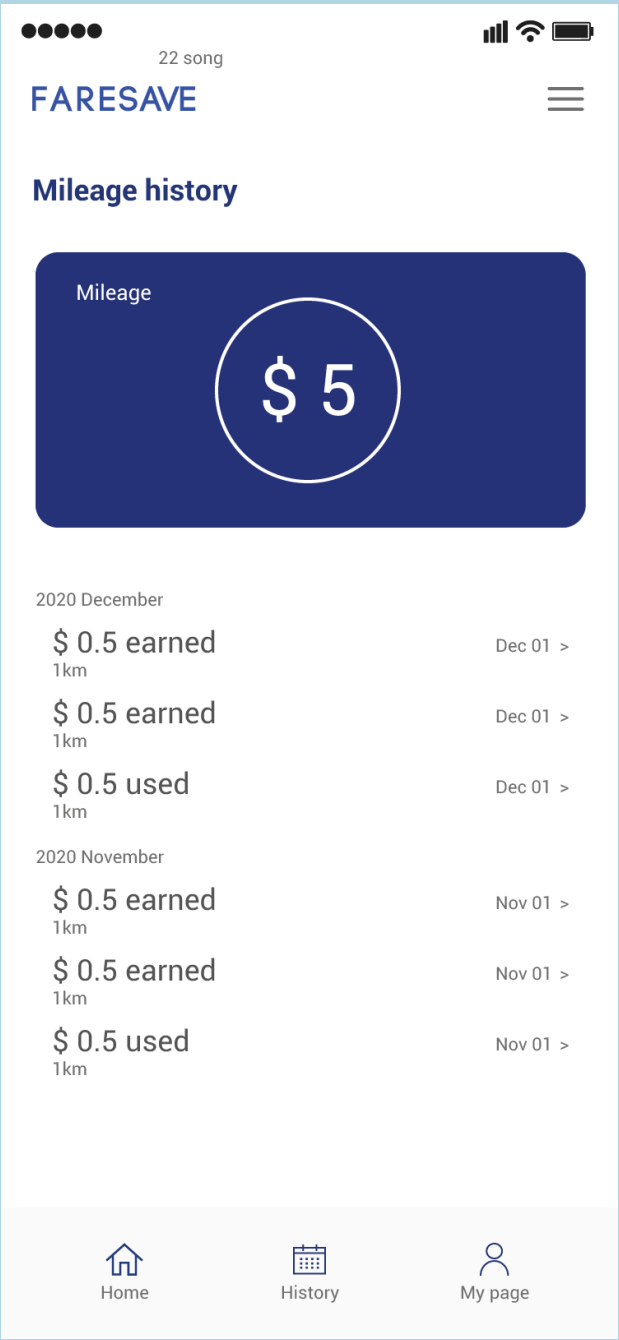 22 song
FARESAVE
Mileage history
Mileage
$ 5
2020 December
$ 0.5 earned
1km
Dec 01 >
$ 0.5 earned
1km
Dec 01 >
$ 0.5 used
1km
Dec 01 >
2020 November
$ 0.5 earned
1km
Nov 01 >
$ 0.5 earned
1km
Nov 01 >
$ 0.5 used
1km
Nov 01 >
Home
History
My page